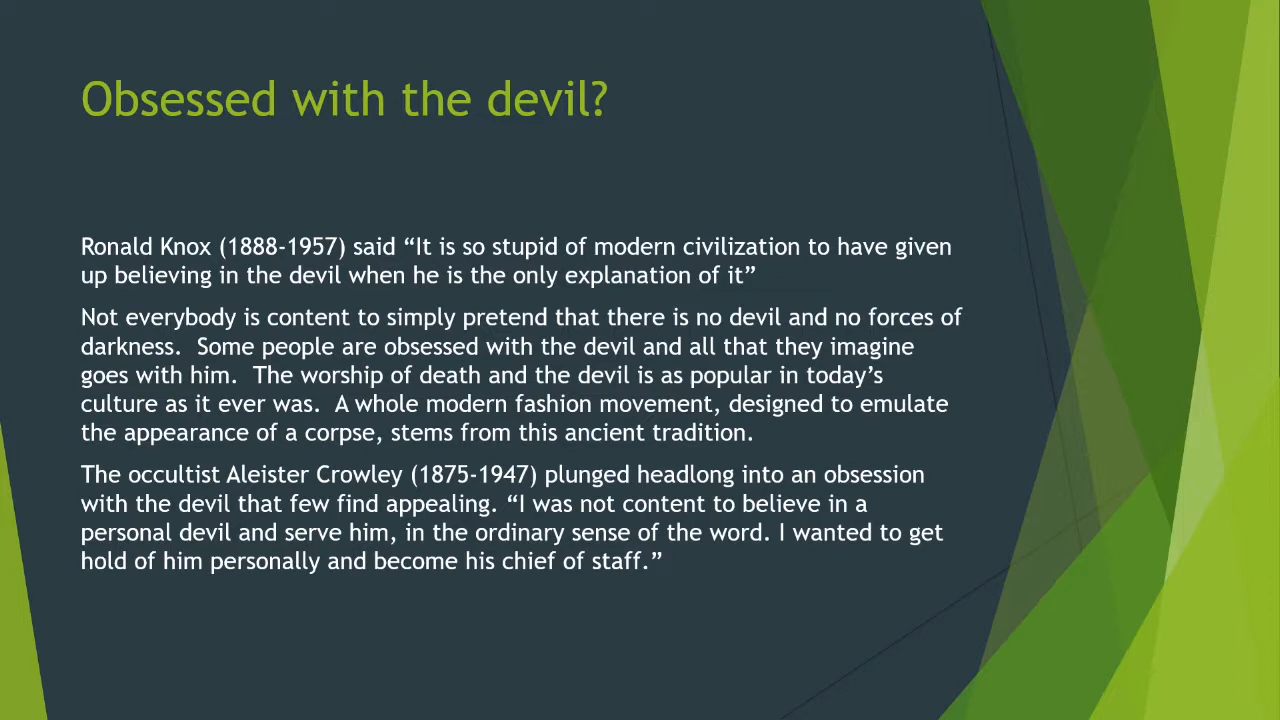 Obsessed with the devil?
Ronald Knox (1888-1957) said “It is so stupid of modern civilization to have given
up believing in the devil when he is the only explanation of it”
Not everybody is content to simply pretend that there is no devil and no forces of
darkness.  Some people are obsessed with the devil and all that they imagine
goes with him.  The worship of death and the devil is as popular in today’s
culture as it ever was.  A whole modern fashion movement, designed to emulate
the appearance of a corpse, stems from this ancient tradition.
The occultist Aleister Crowley (1875-1947) plunged headlong into an obsession
with the devil that few find appealing. “I was not content to believe in a
personal devil and serve him, in the ordinary sense of the word. I wanted to get
hold of him personally and become his chief of staff.”